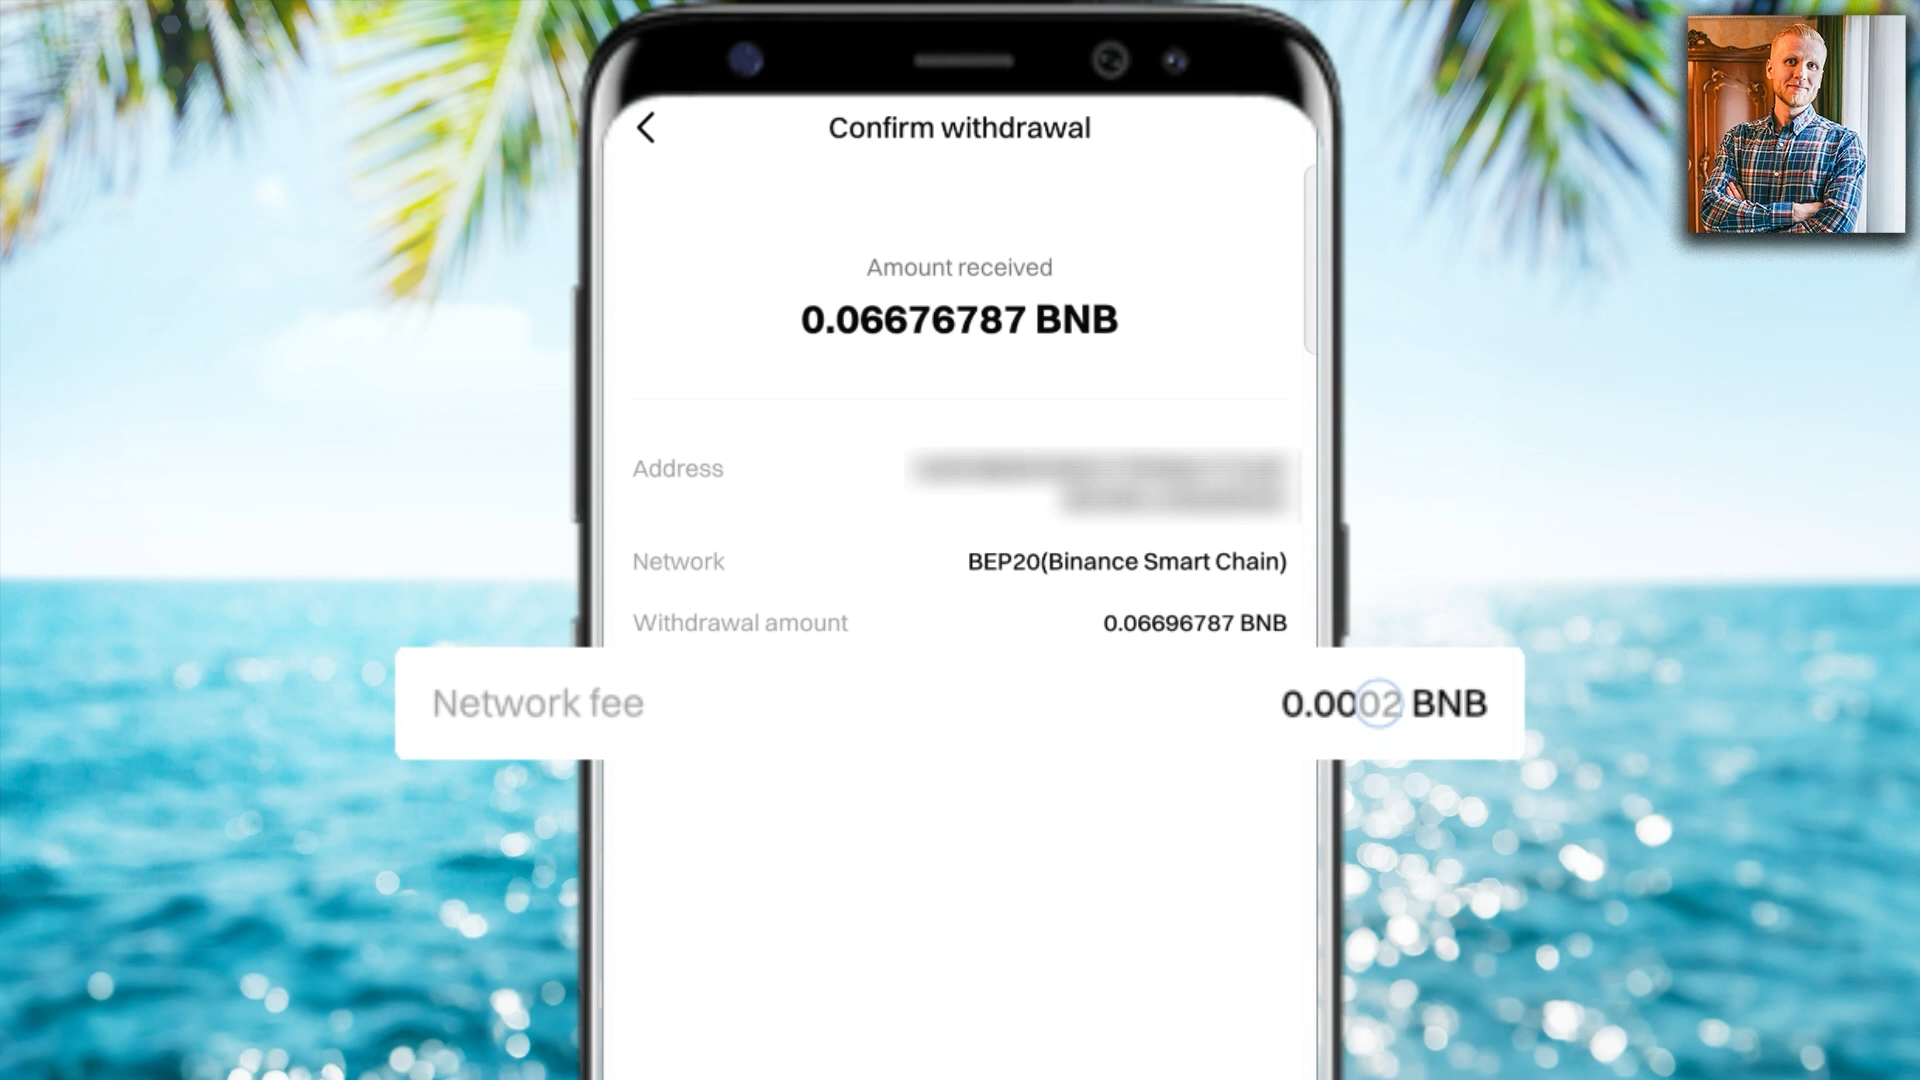 Confirm withdrawal
Amount received
0.06676787 BNB
Address
Network BEP20(Binance Smart Chain)
Withdrawal amount 0.06696787 BNB
Network fee 0.0002 BNB